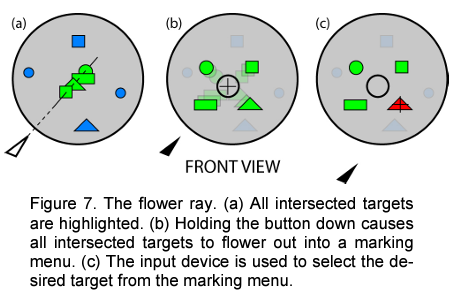 (a) (b) (c)
FRONT VIEW
Figure 7. The flower ray. (a) All intersected targets
are highlighted. (b) Holding the button down causes
all intersected targets to flower out into a marking
menu. (c) The input device is used to select the de-
sired target from the marking menu.